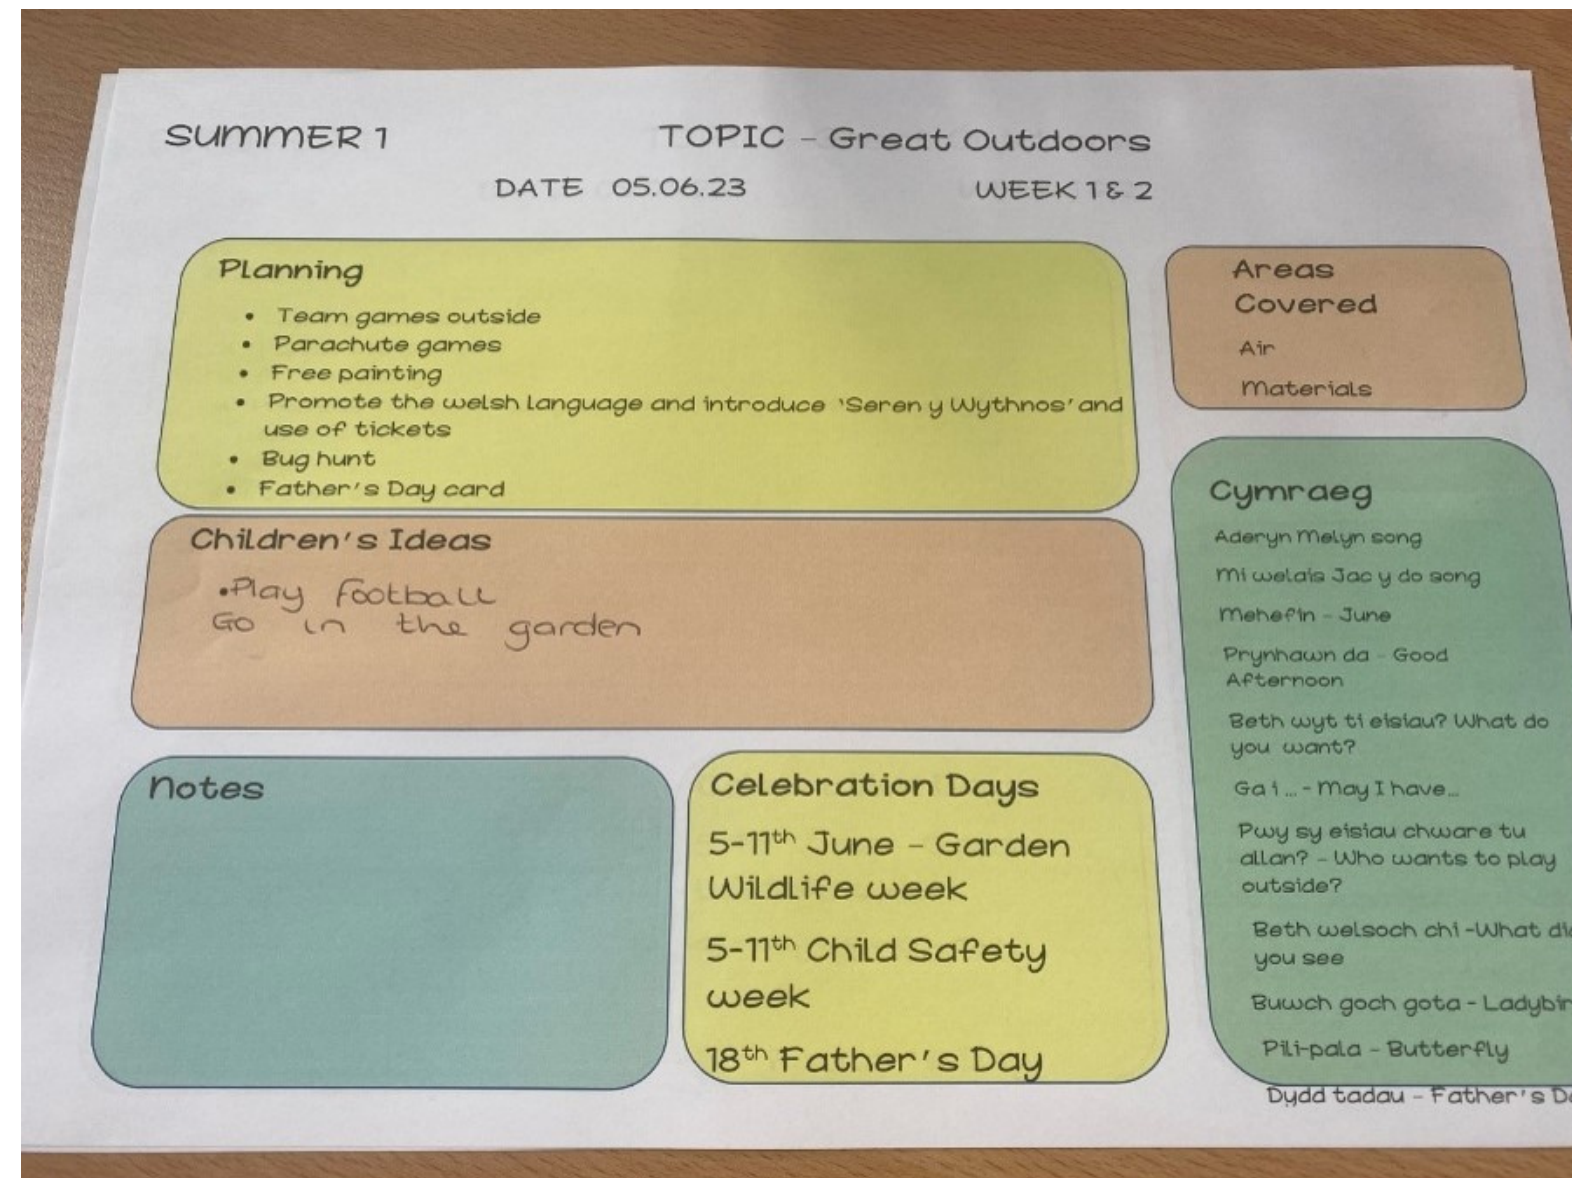 SUMMER 1
TOPIC - Great Outdoors
DATE 05.06.23
WEEK 1 & 2
Planning
• Team games outside
• Parachute games
• Free painting
• Promote the welsh language and introduce 'Seren y Wythnos' and
use of tickets
• Bug hunt
• Father's Day card
Children's Ideas
•Play football
Go in the garden
Notes
Celebration Days
5-11th June - Garden
Wildlife week
5-11th Child Safety
week
18th Father's Day
Areas
Covered
Air
Materials
Cymraeg
Aderyn Melyn song
Mi welais Jac y do song
Mehefin - June
Prynhawn da - Good
Afternoon
Beth wyt ti eisiau? What do
you want?
Ga i ... - May I have...
Pwy sy eisiau chware tu
allan? - Who wants to play
outside?
Beth welsoch chi -What
you see
Buwch goch gota -
Pili-pala - Butterfly
Dydd tadau - Father's